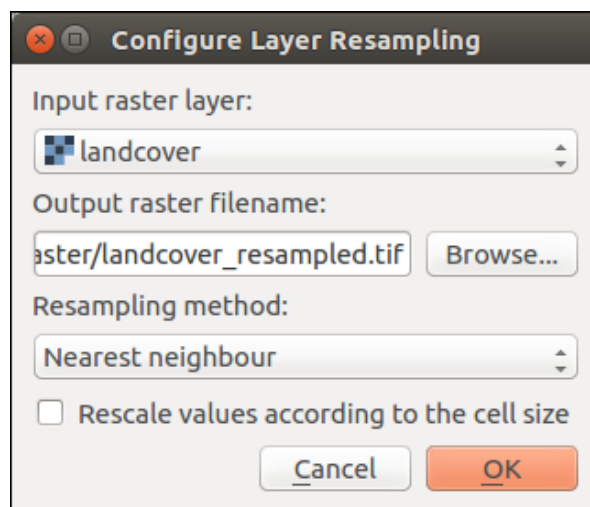 Configure Layer Resampling
Input raster layer:
landcover
Output raster filename:
aster/landcover_resampled.tif Browse...
Resampling method:
Nearest neighbour
Rescale values according to the cell size
Cancel OK